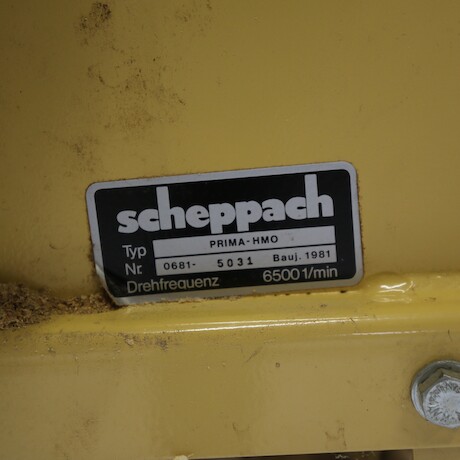 scheppach
Typ PRIMA-HMO
Nr. 0681- 5031 Bauj. 1981
Drehfrequenz 6500 1/min